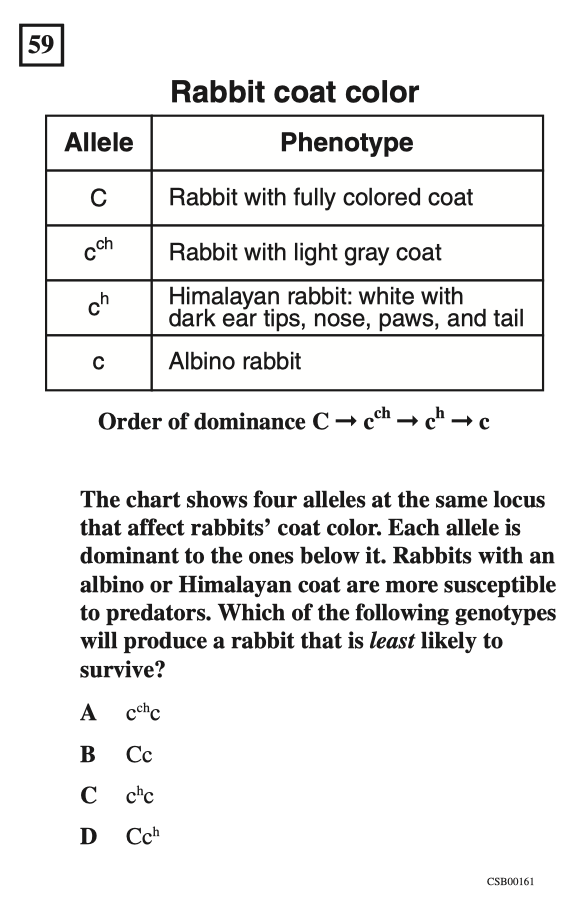 59
Rabbit coat color
Allele Phenotype
C Rabbit with fully colored coat
c^ch Rabbit with light gray coat
c^h Himalayan rabbit: white with
dark ear tips, nose, paws, and tail
c Albino rabbit
Order of dominance C → c^ch → c^h → c
The chart shows four alleles at the same locus
that affect rabbits’ coat color. Each allele is
dominant to the ones below it. Rabbits with an
albino or Himalayan coat are more susceptible
to predators. Which of the following genotypes
will produce a rabbit that is least likely to
survive?
A c^ch c
B Cc
C c^h c
D Cc^h
CSB00161